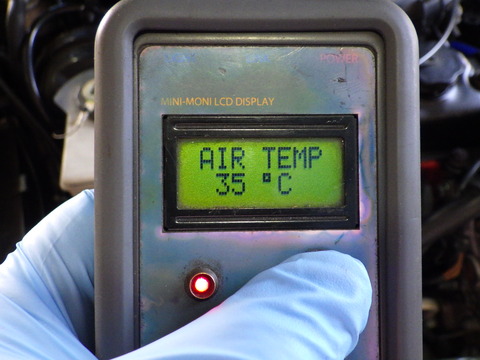 POWER
MINI-MONI LCD DISPLAY
AIR TEMP
35 °C